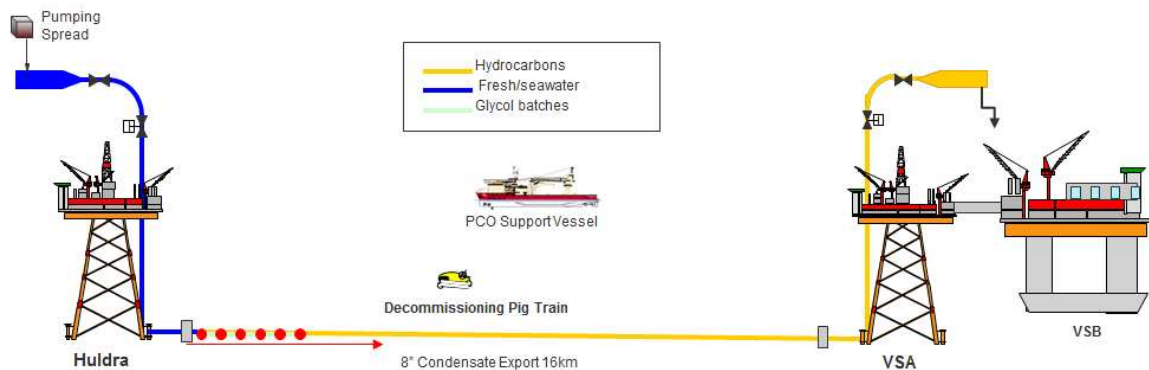 Pumping
Spread
Hydrocarbons
Fresh/seawater
Glycol batches
PCO Support Vessel
Decommissioning Pig Train
Huldra
8" Condensate Export 16km
VSA
VSB